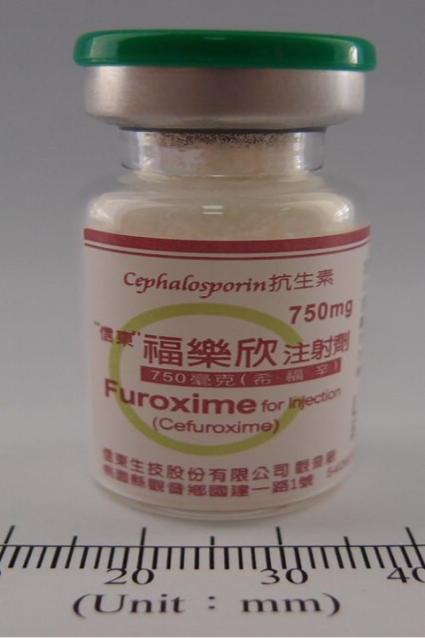 Cephalosporin抗生素
750mg
"信東"福樂欣注射劑
750毫克(希福辛)
Furoxime for Injection
(Cefuroxime)
信東生技股份有限公司觀音廠
桃園縣觀音鄉國建一路1號
20 30 40
(Unit : mm)